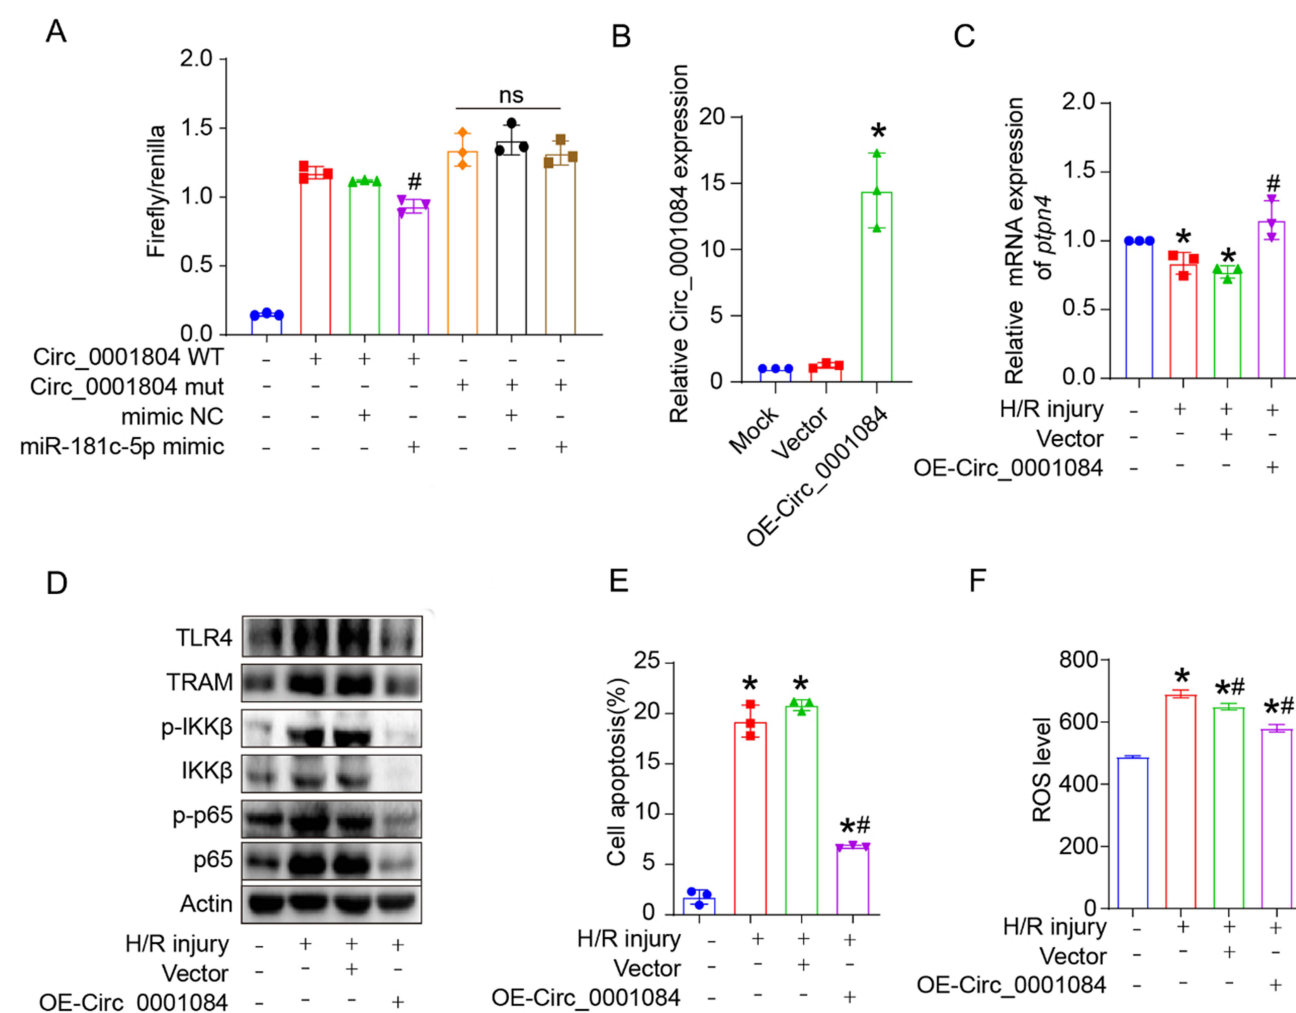 A
Firefly/renilla
2.0
1.5
1.0
0.5
0.0
#
ns
Circ_0001804 WT - + + + - - -
Circ_0001804 mut - - - - + + +
mimic NC - - + - - + -
miR-181c-5p mimic - - - + - - +
B
Relative Circ_0001084 expression
20
15
10
5
0
*
Mock
Vector
OE-Circ_0001084
C
Relative mRNA expression
of ptpn4
2.0
1.5
1.0
0.5
0.0
* * #
H/R injury - + + +
Vector - - + -
OE-Circ_0001084 - - - +
D
TLR4
TRAM
p-IKKβ
IKKβ
p-p65
p65
Actin
H/R injury - + + +
Vector - - + -
OE-Circ 0001084 - - - +
E
Cell apoptosis(%)
25
20
15
10
5
0
* * *#
H/R injury - + + +
Vector - - + -
OE-Circ_0001084 - - - +
F
ROS level
800
600
400
200
0
* *# *#
H/R injury - + + +
Vector - - + -
OE-Circ_0001084 - - - +